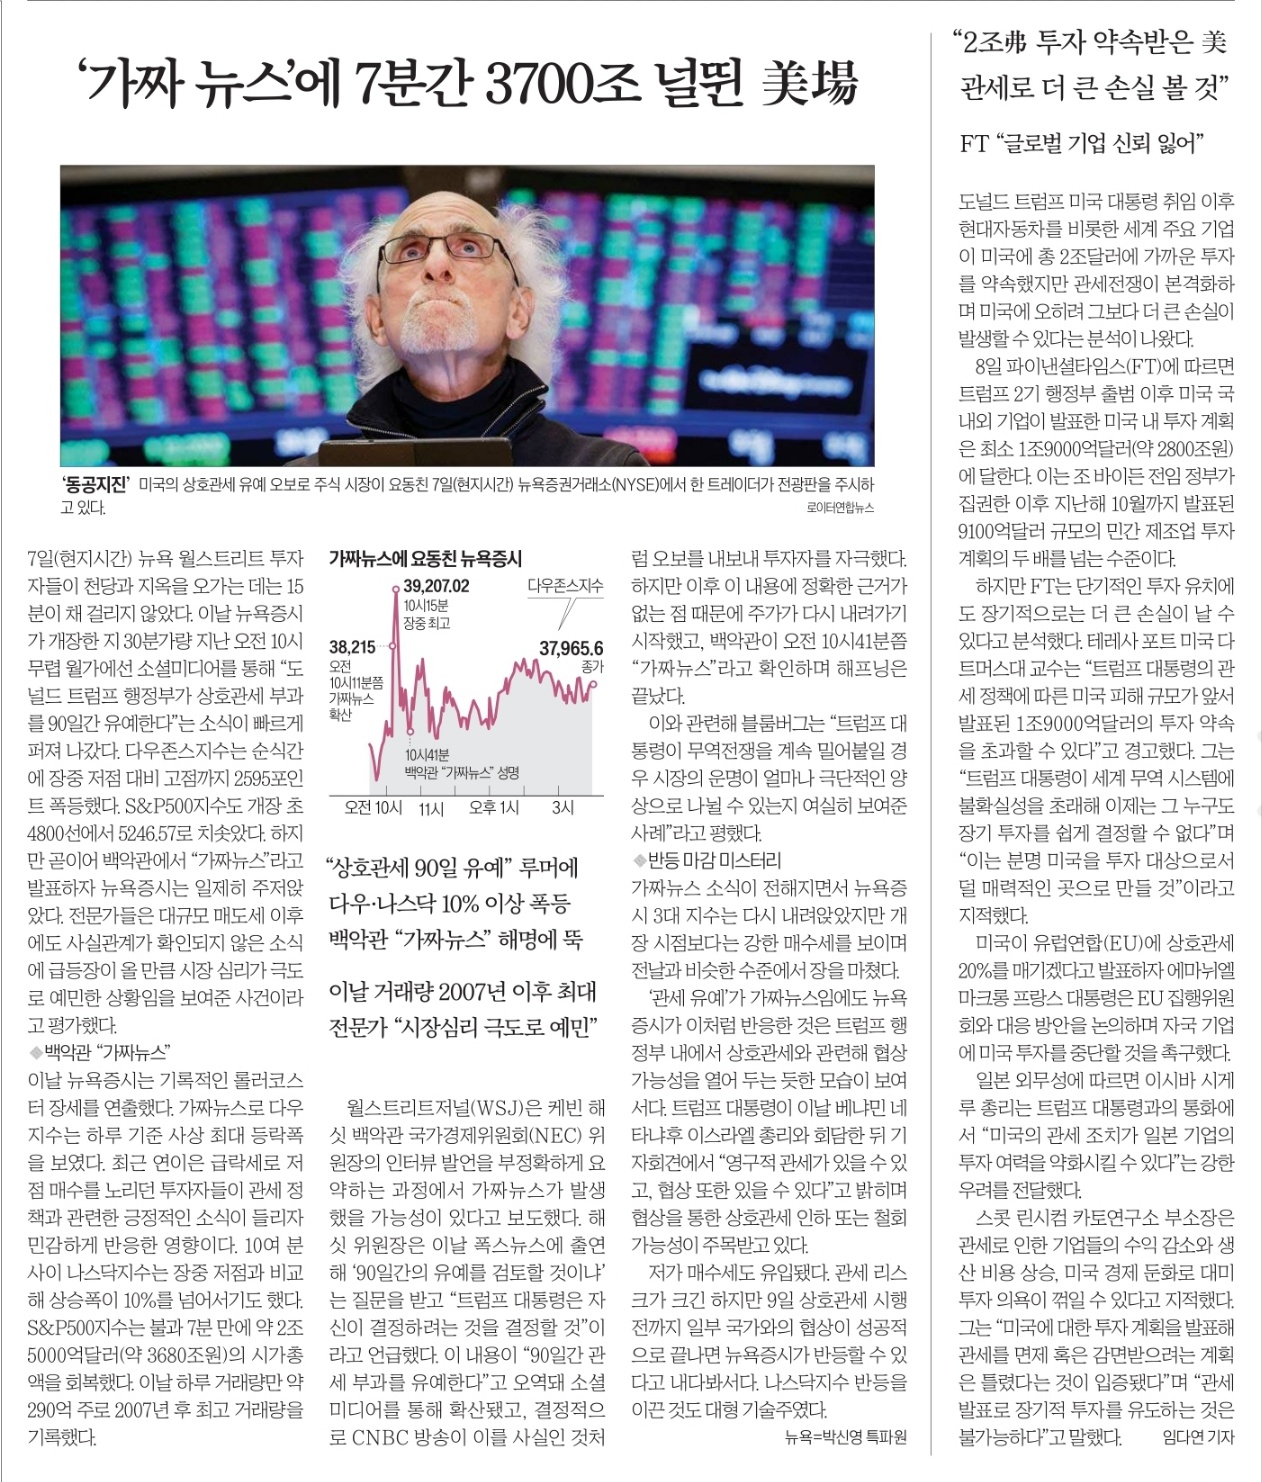 ‘가짜 뉴스’에 7분간 3700조 널뛴 美場
‘동공지진’ 미국의 상호관세 유예 오보로 주식 시장이 요동친 7일(현지시간) 뉴욕증권거래소(NYSE)에서 한 트레이더가 전광판을 주시하
고 있다.
로이터연합뉴스
7일(현지시간) 뉴욕 월스트리트 투자
자들이 천당과 지옥을 오가는 데는 15
분이 채 걸리지 않았다. 이날 뉴욕증시
가 개장한 지 30분가량 지난 오전 10시
무렵 월가에선 소셜미디어를 통해 “도
널드 트럼프 행정부가 상호관세 부과
를 90일간 유예한다”는 소식이 빠르게
퍼져 나갔다. 다우존스지수는 순식간
에 장중 저점 대비 고점까지 2595포인
트 폭등했다. S&P500지수도 개장 초
4800선에서 5246.57로 치솟았다. 하지
만 곧이어 백악관에서 “가짜뉴스”라고
발표하자 뉴욕증시는 일제히 주저앉
았다. 전문가들은 대규모 매도세 이후
에도 사실관계가 확인되지 않은 소식
에 급등장이 올 만큼 시장 심리가 극도
로 예민한 상황임을 보여준 사건이라
고 평가했다.
◆백악관 “가짜뉴스”
이날 뉴욕증시는 기록적인 롤러코스
터 장세를 연출했다. 가짜뉴스로 다우
지수는 하루 기준 사상 최대 등락폭
을 보였다. 최근 연이은 급락세로 저
점 매수를 노리던 투자자들이 관세 정
책과 관련한 긍정적인 소식이 들리자
민감하게 반응한 영향이다. 10여 분
사이 나스닥지수는 장중 저점과 비교
해 상승폭이 10%를 넘어서기도 했다.
S&P500지수는 불과 7분 만에 약 2조
5000억달러(약 3680조원)의 시가총
액을 회복했다. 이날 하루 거래량만 약
290억 주로 2007년 후 최고 거래량을
기록했다.
가짜뉴스에 요동친 뉴욕증시
39,207.02
10시15분
장중 최고
다우존스지수
38,215
오전
10시11분쯤
가짜뉴스
확산
37,965.6
종가
10시41분
백악관 “가짜뉴스” 성명
오전 10시 11시 오후 1시 3시
“상호관세 90일 유예” 루머에
다우·나스닥 10% 이상 폭등
백악관 “가짜뉴스” 해명에 뚝
이날 거래량 2007년 이후 최대
전문가 “시장심리 극도로 예민”
월스트리트저널(WSJ)은 케빈 해
싯 백악관 국가경제위원회(NEC) 위
원장의 인터뷰 발언을 부정확하게 요
약하는 과정에서 가짜뉴스가 발생
했을 가능성이 있다고 보도했다. 해
싯 위원장은 이날 폭스뉴스에 출연
해 ‘90일간의 유예를 검토할 것이냐’
는 질문을 받고 “트럼프 대통령은 자
신이 결정하려는 것을 결정할 것”이
라고 언급했다. 이 내용이 “90일간 관
세 부과를 유예한다”고 오역돼 소셜
미디어를 통해 확산됐고, 결정적으
로 CNBC 방송이 이를 사실인 것처
럼 오보를 내보내 투자자를 자극했다.
하지만 이후 이 내용에 정확한 근거가
없는 점 때문에 주가가 다시 내려가기
시작했고, 백악관이 오전 10시41분쯤
“가짜뉴스”라고 확인하며 해프닝은
끝났다.
이와 관련해 블룸버그는 “트럼프 대
통령이 무역전쟁을 계속 밀어붙일 경
우 시장의 운명이 얼마나 극단적인 양
상으로 나뉠 수 있는지 여실히 보여준
사례”라고 평했다.
◆반등 마감 미스터리
가짜뉴스 소식이 전해지면서 뉴욕증
시 3대 지수는 다시 내려앉았지만 개
장 시점보다는 강한 매수세를 보이며
전날과 비슷한 수준에서 장을 마쳤다.
‘관세 유예’가 가짜뉴스임에도 뉴욕
증시가 이처럼 반응한 것은 트럼프 행
정부 내에서 상호관세와 관련해 협상
가능성을 열어 두는 듯한 모습이 보여
서다. 트럼프 대통령이 이날 베냐민 네
타냐후 이스라엘 총리와 회담한 뒤 기
자회견에서 “영구적 관세가 있을 수 있
고, 협상 또한 있을 수 있다”고 밝히며
협상을 통한 상호관세 인하 또는 철회
가능성이 주목받고 있다.
저가 매수세도 유입됐다. 관세 리스
크가 크긴 하지만 9일 상호관세 시행
전까지 일부 국가와의 협상이 성공적
으로 끝나면 뉴욕증시가 반등할 수 있
다고 내다봐서다. 나스닥지수 반등을
이끈 것도 대형 기술주였다.
뉴욕=박신영 특파원
“2조弗 투자 약속받은 美
관세로 더 큰 손실 볼 것”
FT “글로벌 기업 신뢰 잃어”
도널드 트럼프 미국 대통령 취임 이후
현대자동차를 비롯한 세계 주요 기업
이 미국에 총 2조달러에 가까운 투자
를 약속했지만 관세전쟁이 본격화하
며 미국에 오히려 그보다 더 큰 손실이
발생할 수 있다는 분석이 나왔다.
8일 파이낸셜타임스(FT)에 따르면
트럼프 2기 행정부 출범 이후 미국 국
내외 기업이 발표한 미국 내 투자 계획
은 최소 1조9000억달러(약 2800조원)
에 달한다. 이는 조 바이든 전임 정부가
집권한 이후 지난해 10월까지 발표된
9100억달러 규모의 민간 제조업 투자
계획의 두 배를 넘는 수준이다.
하지만 FT는 단기적인 투자 유치에
도 장기적으로는 더 큰 손실이 날 수
있다고 분석했다. 테레사 포트 미국 다
트머스대 교수는 “트럼프 대통령의 관
세 정책에 따른 미국 피해 규모가 앞서
발표된 1조9000억달러의 투자 약속
을 초과할 수 있다”고 경고했다. 그는
“트럼프 대통령이 세계 무역 시스템에
불확실성을 초래해 이제는 그 누구도
장기 투자를 쉽게 결정할 수 없다”며
“이는 분명 미국을 투자 대상으로서
덜 매력적인 곳으로 만들 것”이라고
지적했다.
미국이 유럽연합(EU)에 상호관세
20%를 매기겠다고 발표하자 에마뉘엘
마크롱 프랑스 대통령은 EU 집행위원
회와 대응 방안을 논의하며 자국 기업
에 미국 투자를 중단할 것을 촉구했다.
일본 외무성에 따르면 이시바 시게
루 총리는 트럼프 대통령과의 통화에
서 “미국의 관세 조치가 일본 기업의
투자 여력을 약화시킬 수 있다”는 강한
우려를 전달했다.
스콧 린시컴 카토연구소 부소장은
관세로 인한 기업들의 수익 감소와 생
산 비용 상승, 미국 경제 둔화로 대미
투자 의욕이 꺾일 수 있다고 지적했다.
그는 “미국에 대한 투자 계획을 발표해
관세를 면제 혹은 감면받으려는 계획
은 틀렸다는 것이 입증됐다”며 “관세
발표로 장기적 투자를 유도하는 것은
불가능하다”고 말했다. 임다연 기자